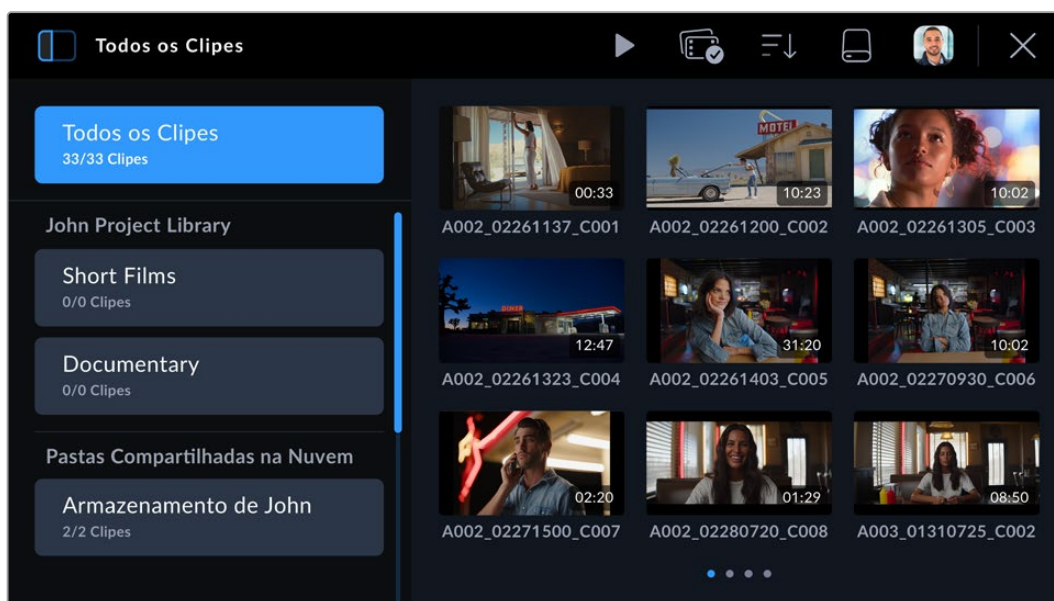 Todos os Clipes
Todos os Clipes
33/33 Clipes
John Project Library
Short Films
0/0 Clipes
Documentary
0/0 Clipes
Pastas Compartilhadas na Nuvem
Armazenamento de John
2/2 Clipes
MOTEL
00:33
10:23
10:02
A002_02261137_C001
A002_02261200_C002
A002_02261305_C003
DINER
12:47
31:20
10:02
A002_02261323_C004
A002_02261403_C005
A002_02270930_C006
02:20
01:29
08:50
A002_02271500_C007
A002_02280720_C008
A003_01310725_C002